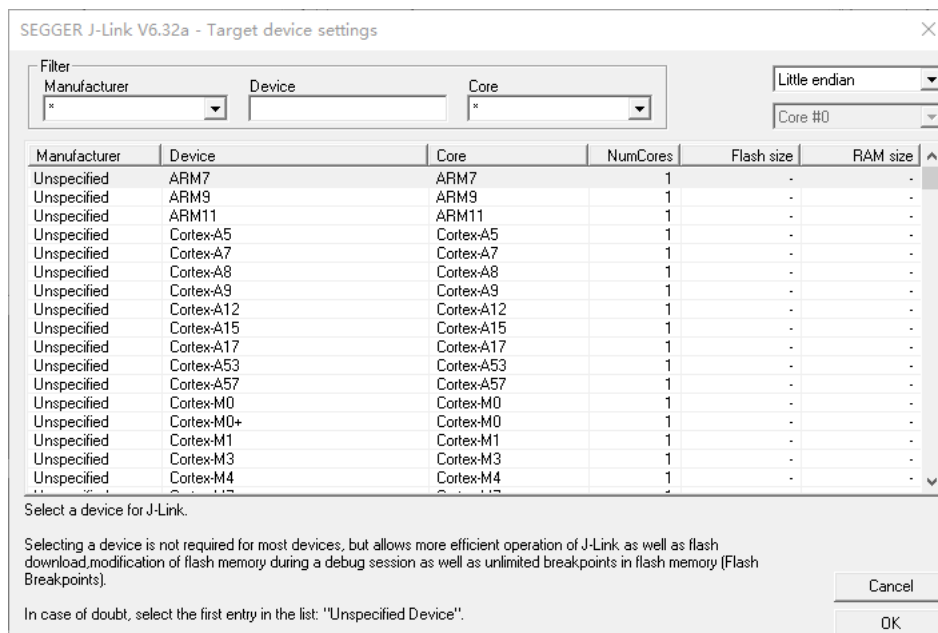 SEGGER J-Link V6.32a - Target device settings
Filter
Manufacturer Device Core
* *
Little endian
Core #0
Manufacturer Device Core NumCores Flash size RAM size
Unspecified ARM7 ARM7 1 - -
Unspecified ARM9 ARM9 1 - -
Unspecified ARM11 ARM11 1 - -
Unspecified Cortex-A5 Cortex-A5 1 - -
Unspecified Cortex-A7 Cortex-A7 1 - -
Unspecified Cortex-A8 Cortex-A8 1 - -
Unspecified Cortex-A9 Cortex-A9 1 - -
Unspecified Cortex-A12 Cortex-A12 1 - -
Unspecified Cortex-A15 Cortex-A15 1 - -
Unspecified Cortex-A17 Cortex-A17 1 - -
Unspecified Cortex-A53 Cortex-A53 1 - -
Unspecified Cortex-A57 Cortex-A57 1 - -
Unspecified Cortex-M0 Cortex-M0 1 - -
Unspecified Cortex-M0+ Cortex-M0 1 - -
Unspecified Cortex-M1 Cortex-M1 1 - -
Unspecified Cortex-M3 Cortex-M3 1 - -
Unspecified Cortex-M4 Cortex-M4 1 - -
Select a device for J-Link.
Selecting a device is not required for most devices, but allows more efficient operation of J-Link as well as flash
download,modification of flash memory during a debug session as well as unlimited breakpoints in flash memory (Flash
Breakpoints).
In case of doubt, select the first entry in the list: "Unspecified Device".
Cancel
OK